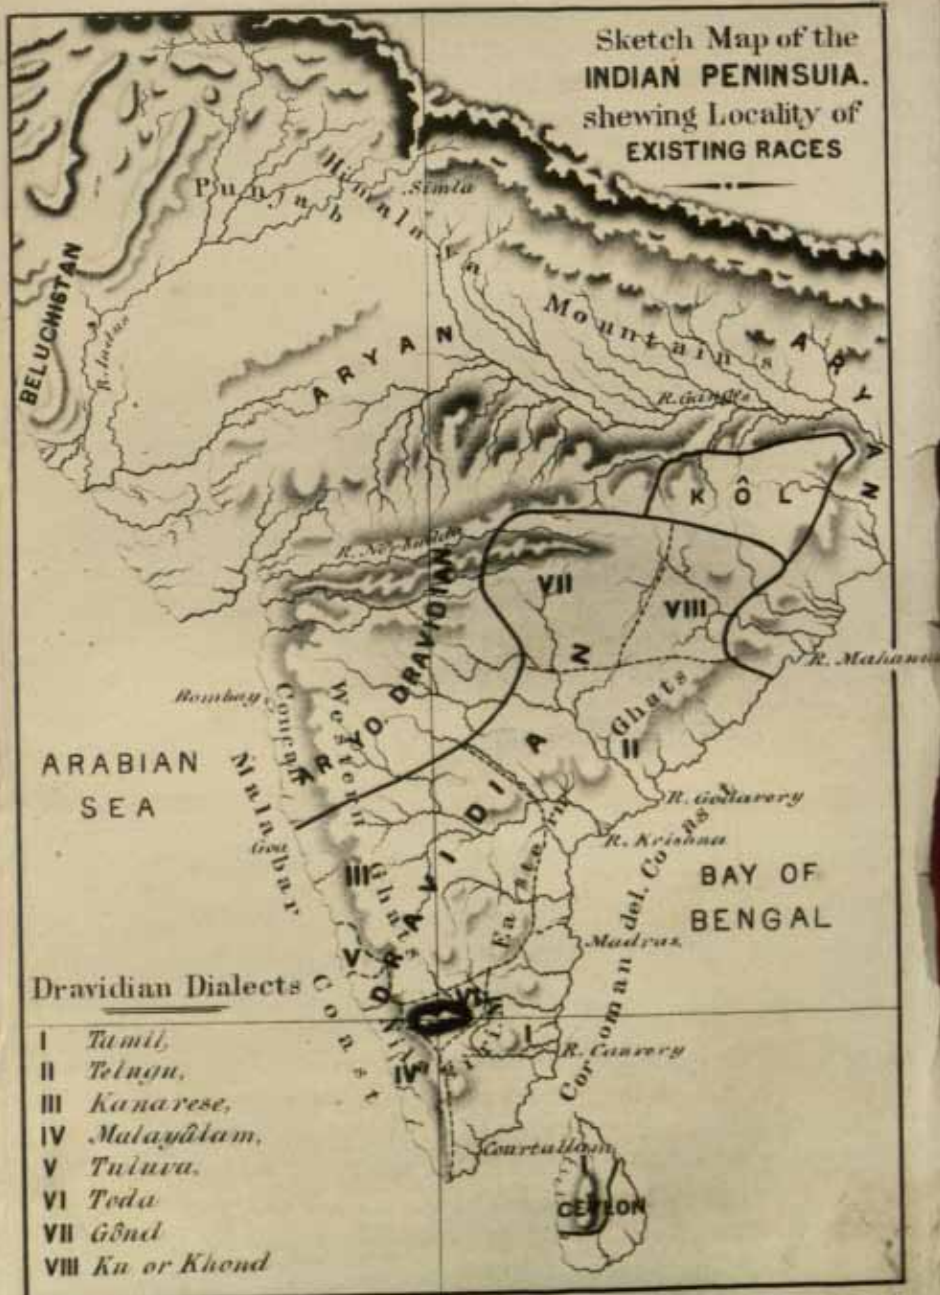 Sketch Map of the
INDIAN PENINSUIA.
shewing Locality of
EXISTING RACES
Punjab
Himalaya
Simla
Mountains
BELUCHISTAN
R. Indus
ARYAN
ARYAN
R. Ganges
KÔL
R. Nerbudda
VII
VIII
ARYO DRAVIDIAN
R. Mahanu
Bombay,
Concan
Western
Ghats
DRAVIDIAN
Eastern
Ghats
II
ARABIAN
SEA
Malabar
Coast
Goa
R. Godavery
R. Krishna
III
BAY OF
BENGAL
Coromandel. Coast
Madras,
V
VI
I
IV
R. Cauvery
Courtallam
CEYLON
Dravidian Dialects
I Tamil,
II Telugu,
III Kanarese,
IV Malayâlam,
V Tuluva,
VI Toda
VII Gônd
VIII Ku or Khond